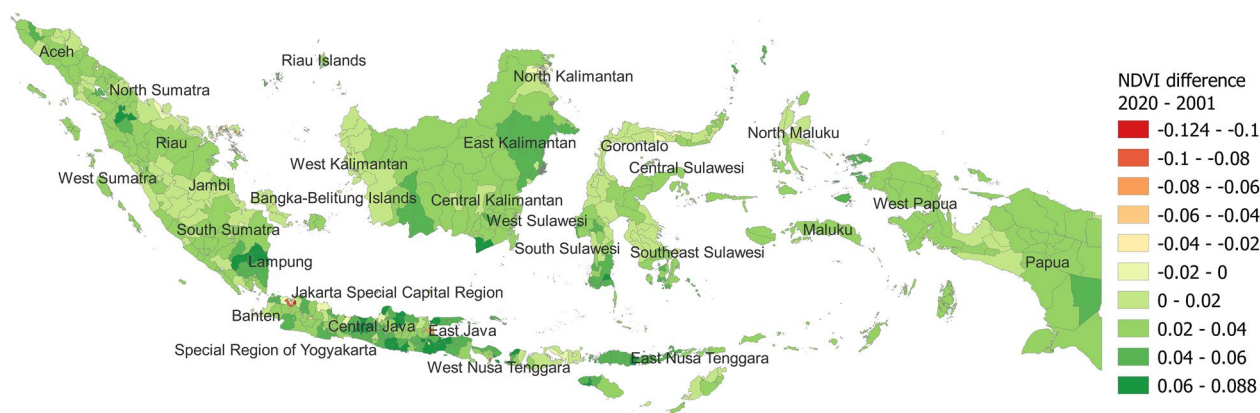 Aceh
Riau Islands
North Sumatra
North Kalimantan
Riau
East Kalimantan
North Maluku
Gorontalo
West Sumatra
West Kalimantan
Central Sulawesi
Jambi
Bangka-Belitung Islands
Central Kalimantan
West Papua
South Sumatra
West Sulawesi
Maluku
South Sulawesi
Southeast Sulawesi
Lampung
Papua
Jakarta Special Capital Region
Banten
Central Java
East Java
Special Region of Yogyakarta
East Nusa Tenggara
West Nusa Tenggara
NDVI difference
2020 - 2001
-0.124 - -0.1
-0.1 - -0.08
-0.08 - -0.06
-0.06 - -0.04
-0.04 - -0.02
-0.02 - 0
0 - 0.02
0.02 - 0.04
0.04 - 0.06
0.06 - 0.088